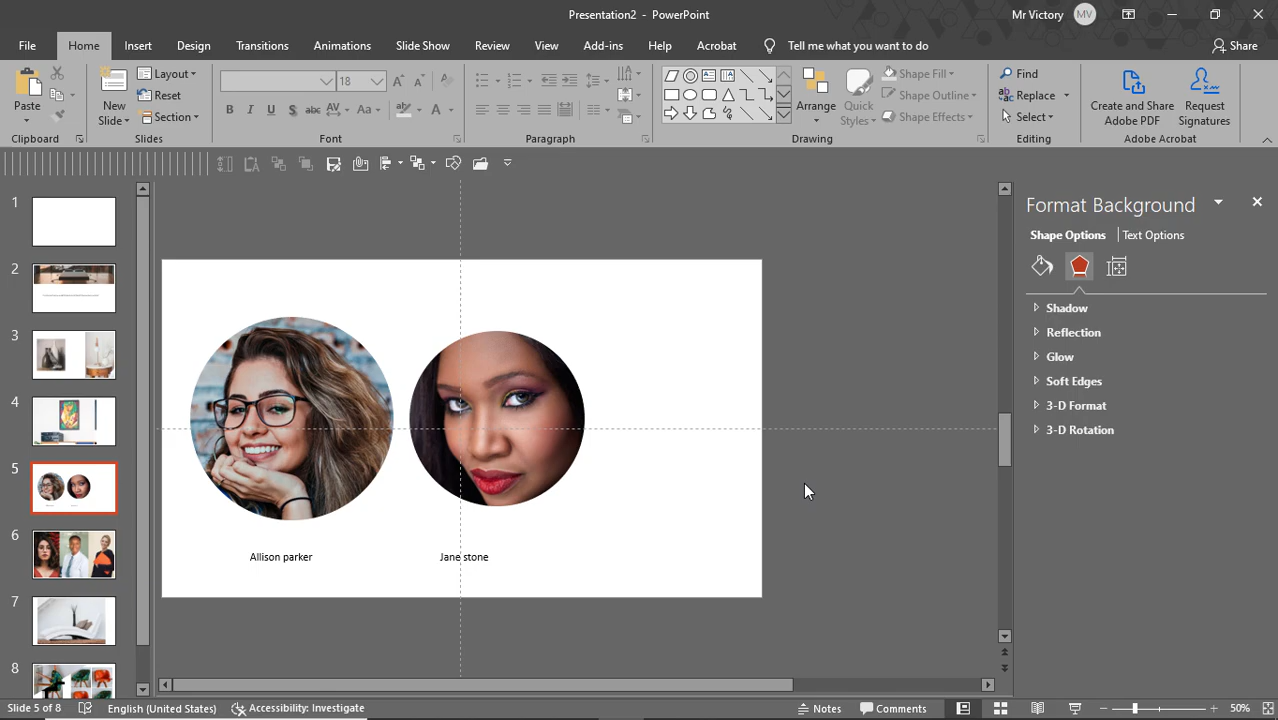 Presentation2 - PowerPoint
Mr Victory MV
File Home Insert Design Transitions Animations Slide Show Review View Add-ins Help Acrobat Tell me what you want to do Share
Paste
Clipboard
New Slide
Layout
Reset
Section
Slides
18
B I U S abc AV Aa
A
Font
Paragraph
Arrange
Quick Styles
Shape Fill
Shape Outline
Shape Effects
Drawing
Find
Replace
Select
Editing
Create and Share Adobe PDF
Request Signatures
Adobe Acrobat
1
2
3
4
5
6
7
8
Allison parker
Jane stone
Format Background
Shape Options Text Options
Shadow
Reflection
Glow
Soft Edges
3-D Format
3-D Rotation
Slide 5 of 8 English (United States) Accessibility: Investigate Notes Comments 50%